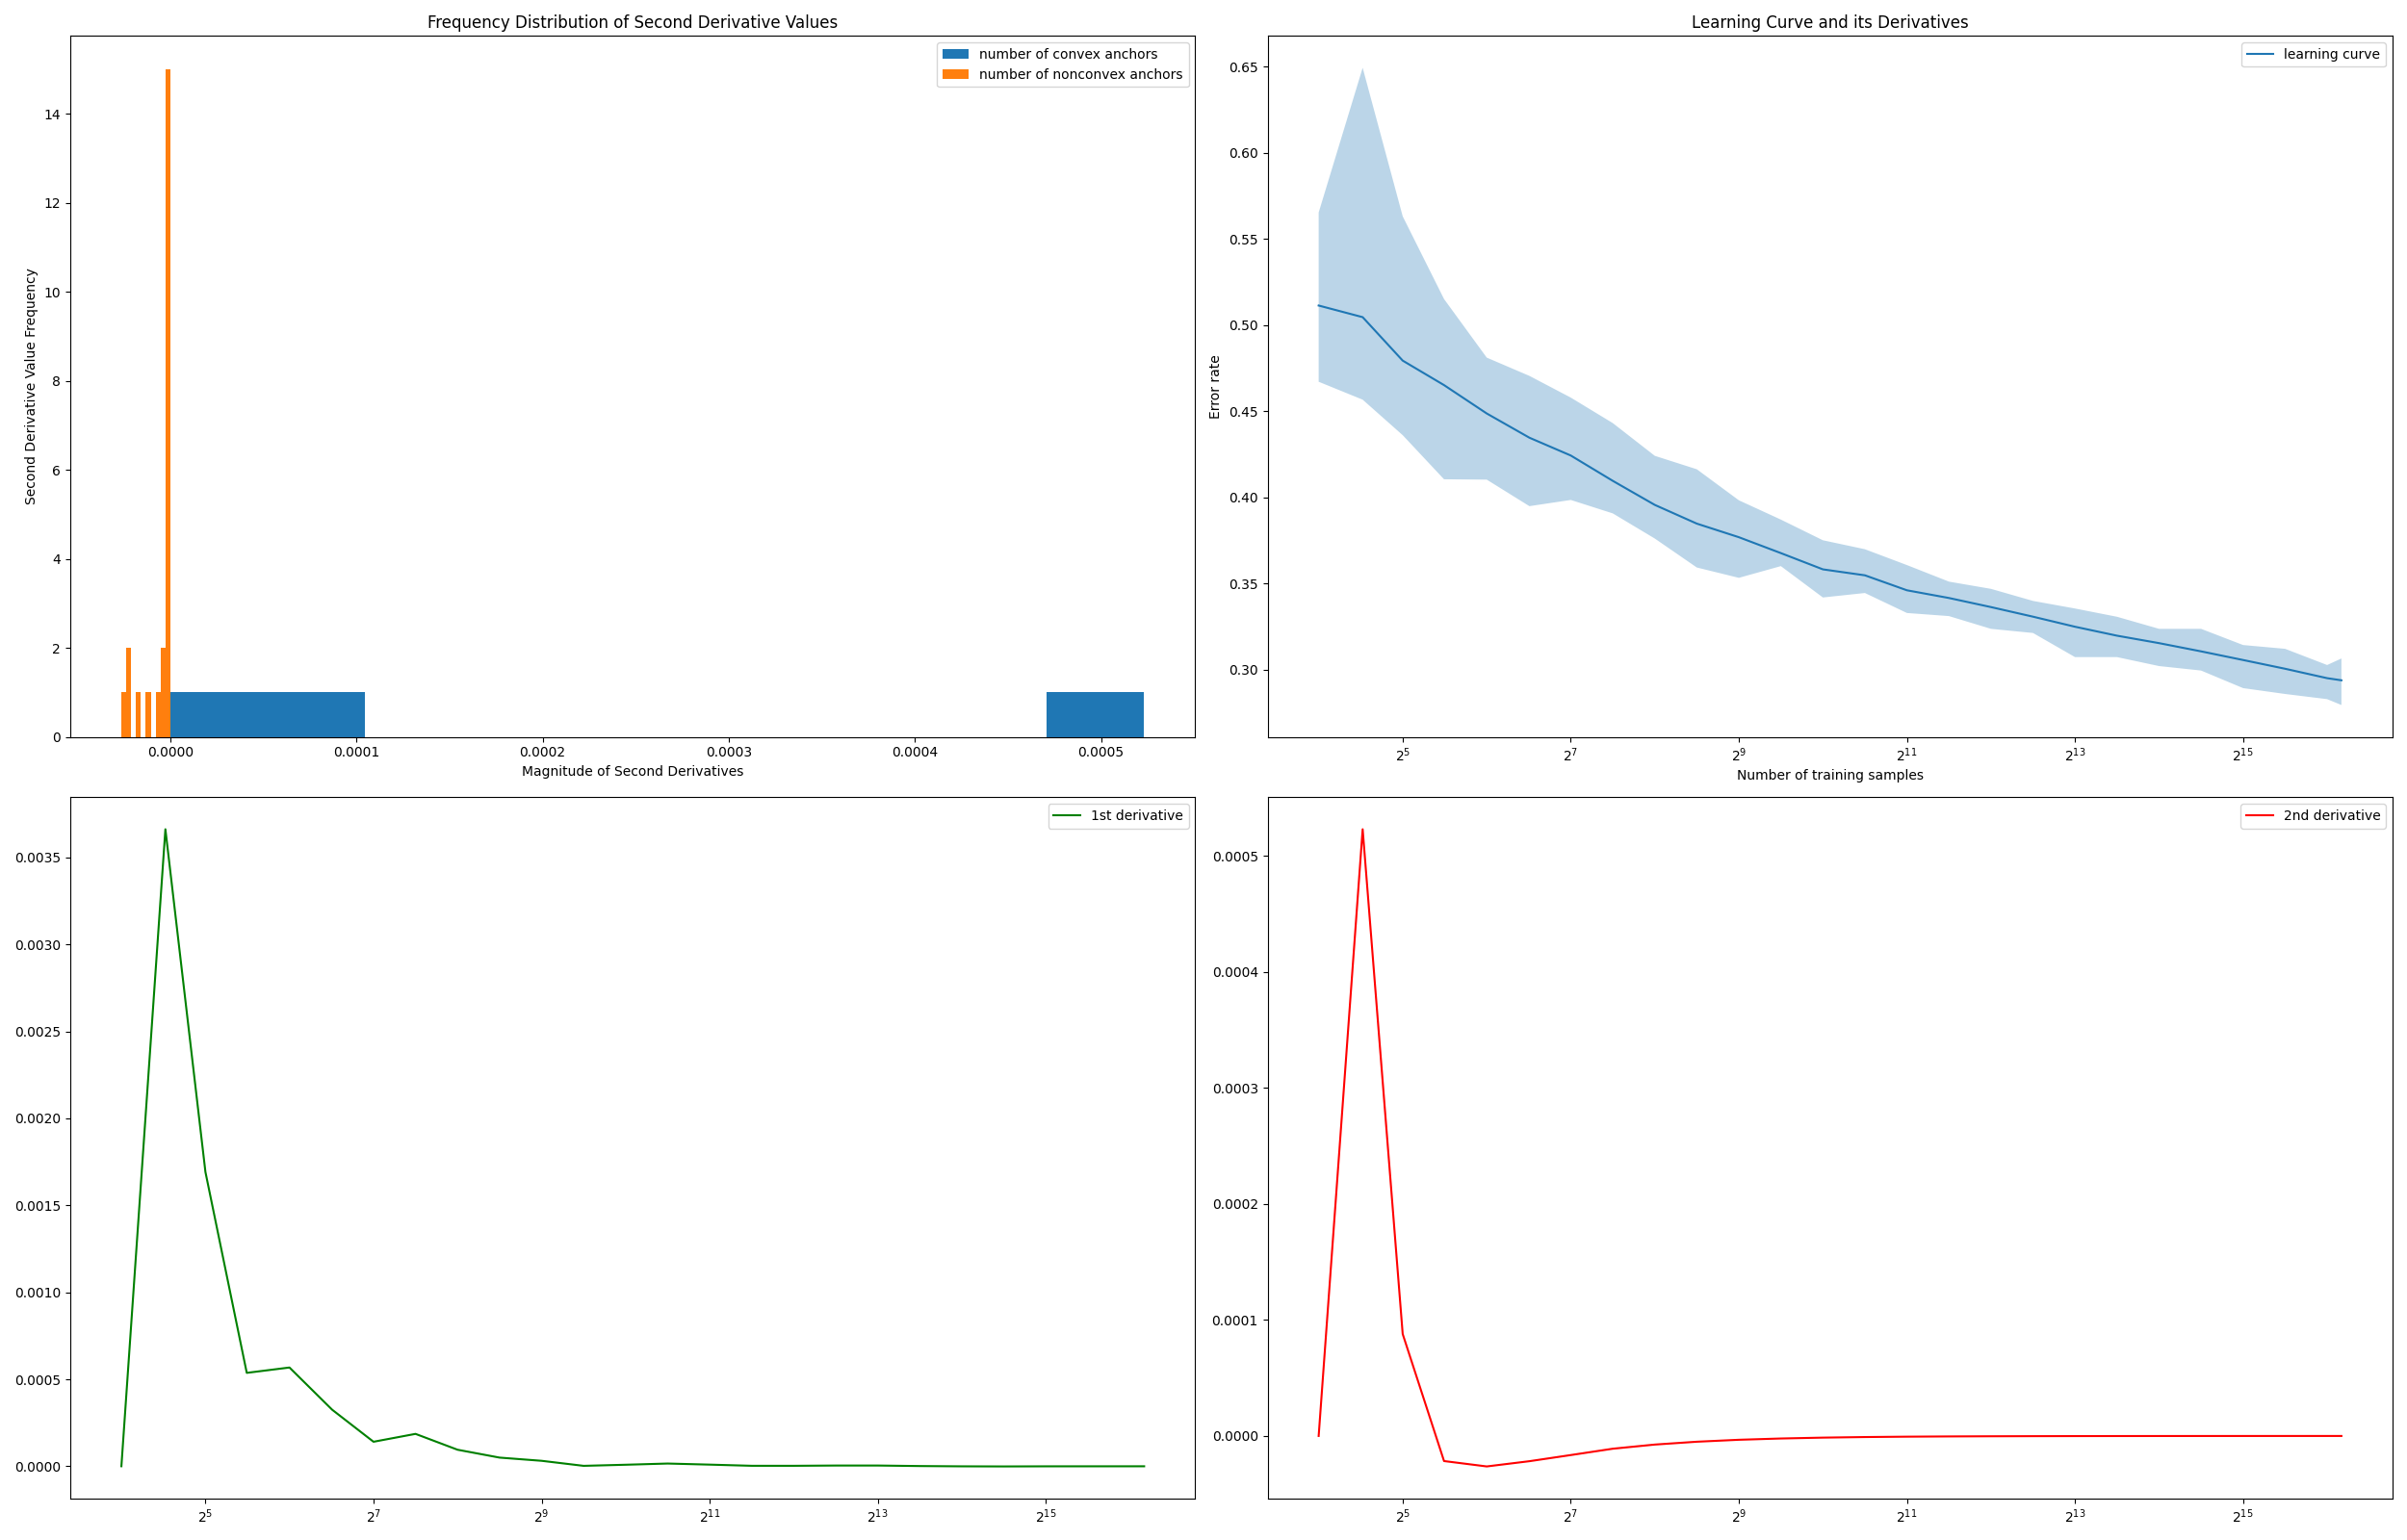 Frequency Distribution of Second Derivative Values
number of convex anchors
number of nonconvex anchors
Second Derivative Value Frequency
14
12
10
8
6
4
2
0
0.0000 0.0001 0.0002 0.0003 0.0004 0.0005
Magnitude of Second Derivatives
Learning Curve and its Derivatives
learning curve
Error rate
0.65
0.60
0.55
0.50
0.45
0.40
0.35
0.30
2^5 2^7 2^9 2^11 2^13 2^15
Number of training samples
1st derivative
0.0035
0.0030
0.0025
0.0020
0.0015
0.0010
0.0005
0.0000
2^5 2^7 2^9 2^11 2^13 2^15
2nd derivative
0.0005
0.0004
0.0003
0.0002
0.0001
0.0000
2^5 2^7 2^9 2^11 2^13 2^15